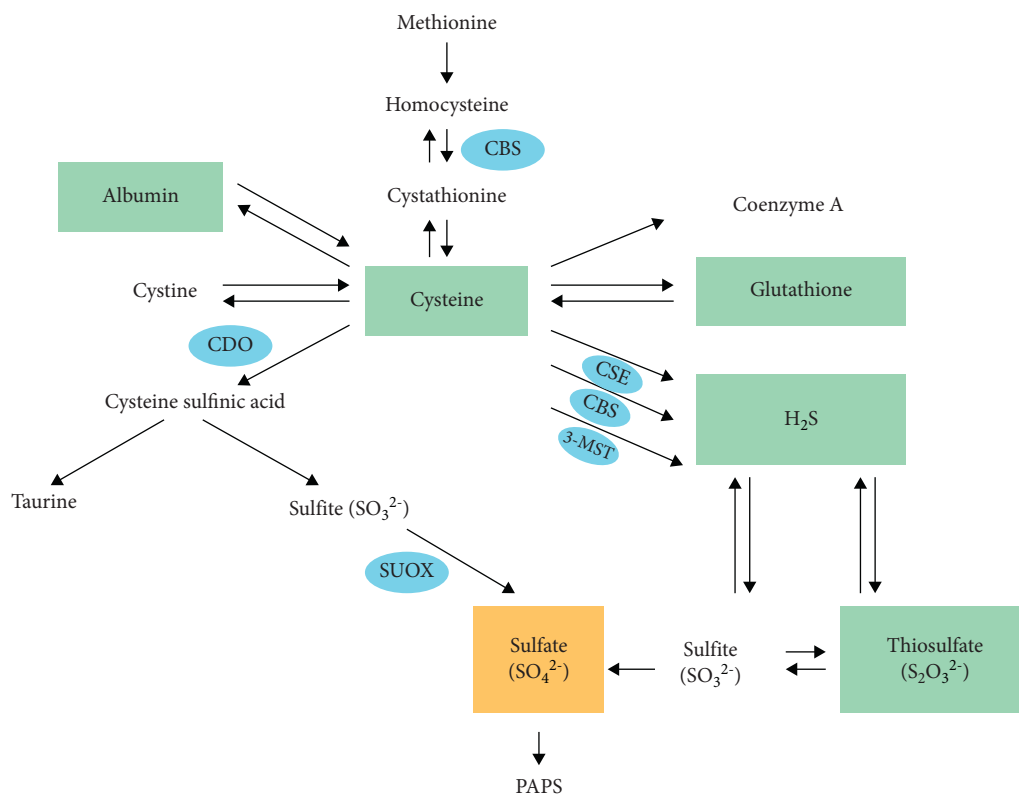 Methionine
Homocysteine
CBS
Albumin
Cystathionine
Coenzyme A
Cystine
Cysteine
Glutathione
CDO
CSE
CBS
3-MST
Cysteine sulfinic acid
H₂S
Taurine
Sulfite (SO₃²⁻)
SUOX
Sulfate
(SO₄²⁻)
Sulfite
(SO₃²⁻)
Thiosulfate
(S₂O₃²⁻)
PAPS